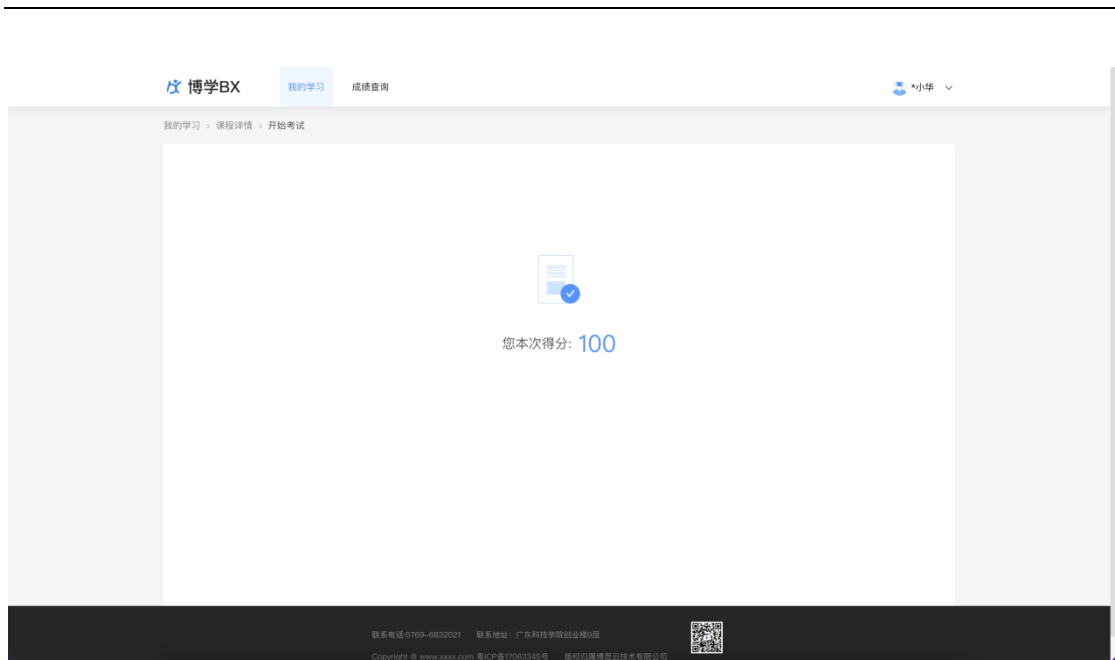 博学BX 我的学习 成绩查询 *小华
我的学习 > 课程详情 > 开始考试
您本次得分: 100
联系电话:0769-6832021 联系地址: 广东科技学院创业楼9层
Copyright @ www.xxxx.com 粤ICP备17063345号 版权归属博思云技术有限公司